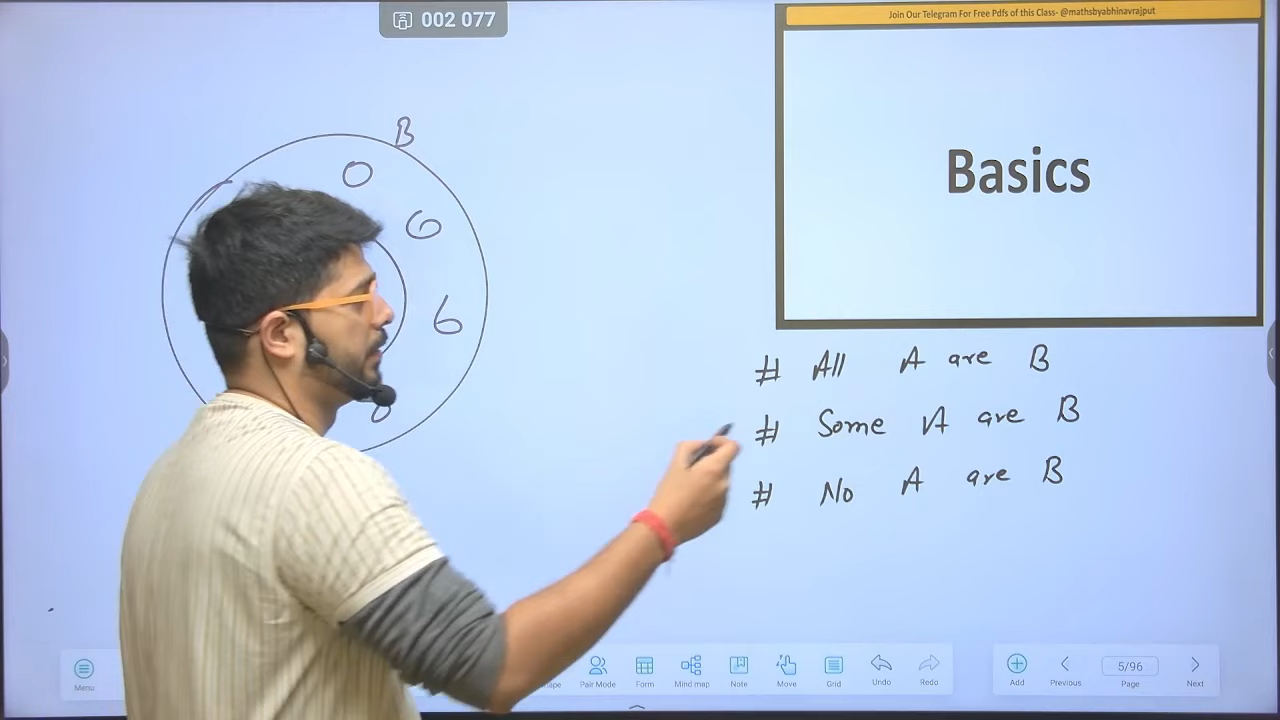 002 077
Join Our Telegram For Free Pdfs of this Class- @mathsbyabhinavrajput
Basics
B
0
6
6
# All A are B
# Some A are B
# No A are B
Menu
Pair Mode
Form
Mind map
Note
Move
Grid
Undo
Redo
Add
Previous
5/96
Page
Next